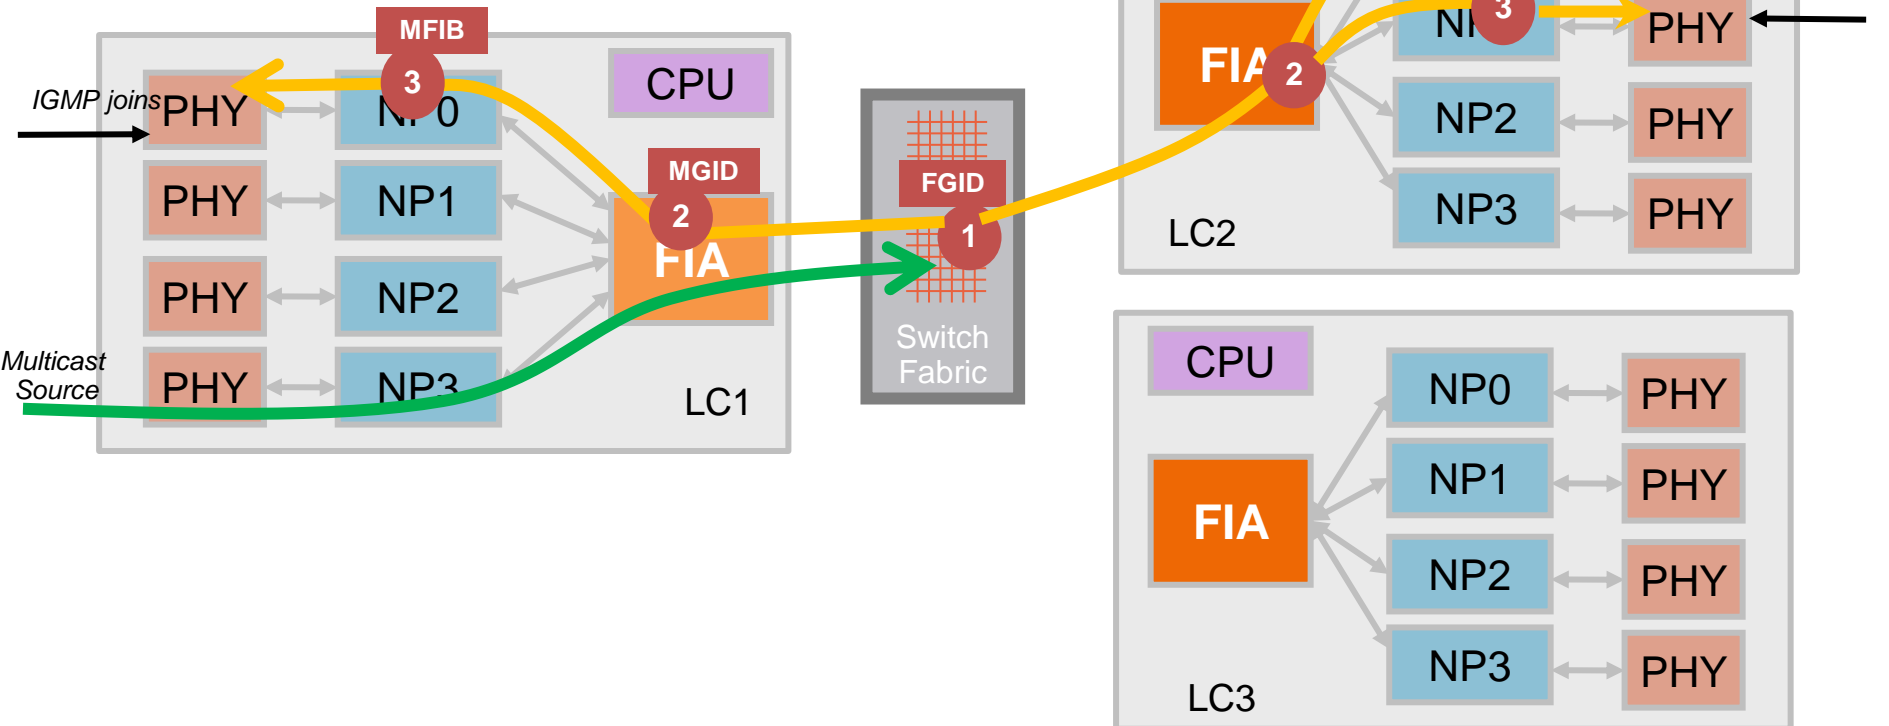 MFIB
3
CPU
IGMP joins
PHY
NP0
MGID
PHY
NP1
2
FIA
PHY
NP2
Multicast
Source
PHY
NP3
LC1
FGID
1
Switch
Fabric
3
PHY
FIA
2
NP2
PHY
NP3
PHY
LC2
CPU
NP0
PHY
NP1
PHY
FIA
NP2
PHY
NP3
PHY
LC3